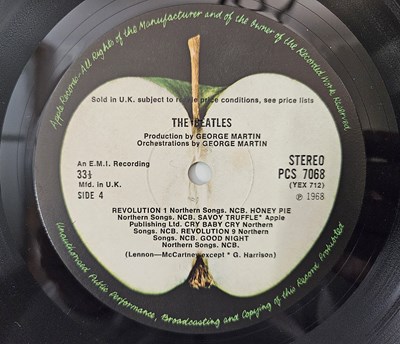 Apple Records - All Rights of the Manufacturer and of the Owner of the Recorded Work Reserved
Sold in U.K. subject to price conditions, see price lists
THE BEATLES
Production by GEORGE MARTIN
Orchestrations by GEORGE MARTIN
An E.M.I. Recording
33⅓
Mfd. in U.K.
SIDE 4
STEREO
PCS 7068
(YEX 712)
℗ 1968
REVOLUTION 1 Northern Songs. NCB. HONEY PIE
Northern Songs. NCB. SAVOY TRUFFLE* Apple
Publishing Ltd. CRY BABY CRY Northern
Songs. NCB. REVOLUTION 9 Northern
Songs. NCB. GOOD NIGHT
Northern Songs. NCB.
(Lennon—McCartney except * G. Harrison)
Unauthorised Public Performance, Broadcasting and Copying of this Record Prohibited